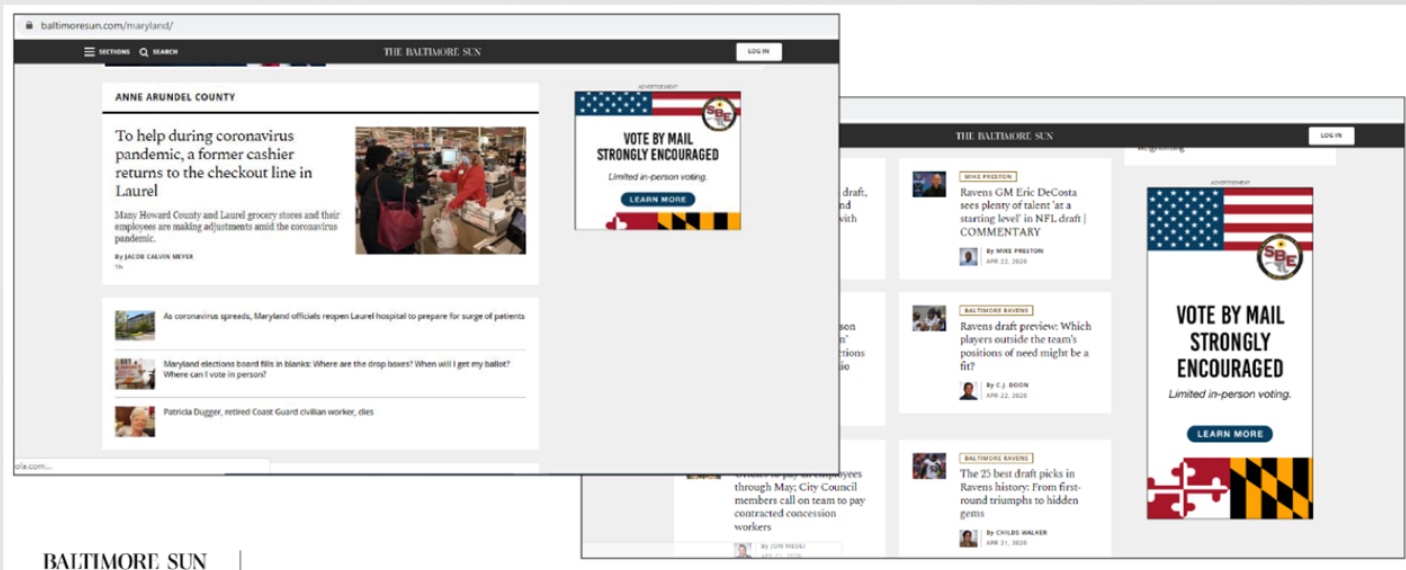 baltimoresun.com/maryland/
SECTIONS
SEARCH
THE BALTIMORE SUN
LOG IN
ANNE ARUNDEL COUNTY
To help during coronavirus
pandemic, a former cashier
returns to the checkout line in
Laurel
Many Howard County and Laurel grocery stores and their
employees are making adjustments amid the coronavirus
pandemic.
By JACOB CALVIN MEYER
As coronavirus spreads, Maryland officials reopen Laurel hospital to prepare for surge of patients
Maryland elections board fills in blanks: Where are the drop boxes? When will I get my ballot?
Where can I vote in person?
Patricia Dugger, retired Coast Guard civilian worker, dies
ADVERTISEMENT
SBE
VOTE BY MAIL
STRONGLY ENCOURAGED
Limited in-person voting.
LEARN MORE
ola.com...
THE BALTIMORE SUN
LOG IN
draft,
MIKE PRESTON
Ravens GM Eric DeCosta
sees plenty of talent 'at a
starting level' in NFL draft |
COMMENTARY
By MIKE PRESTON
APR 22, 2020
BALTIMORE RAVENS
Ravens draft preview: Which
players outside the team's
positions of need might be a
fit?
By C.J. DOON
APR 22, 2020
BALTIMORE RAVENS
The 25 best draft picks in
Ravens history: From first-
round triumphs to hidden
gems
By CHILDS WALKER
APR 21, 2020
through May; City Council
members call on team to pay
contracted concession
workers
By JON MEOLI
ADVERTISEMENT
SBE
VOTE BY MAIL
STRONGLY
ENCOURAGED
Limited in-person voting.
LEARN MORE
BALTIMORE SUN